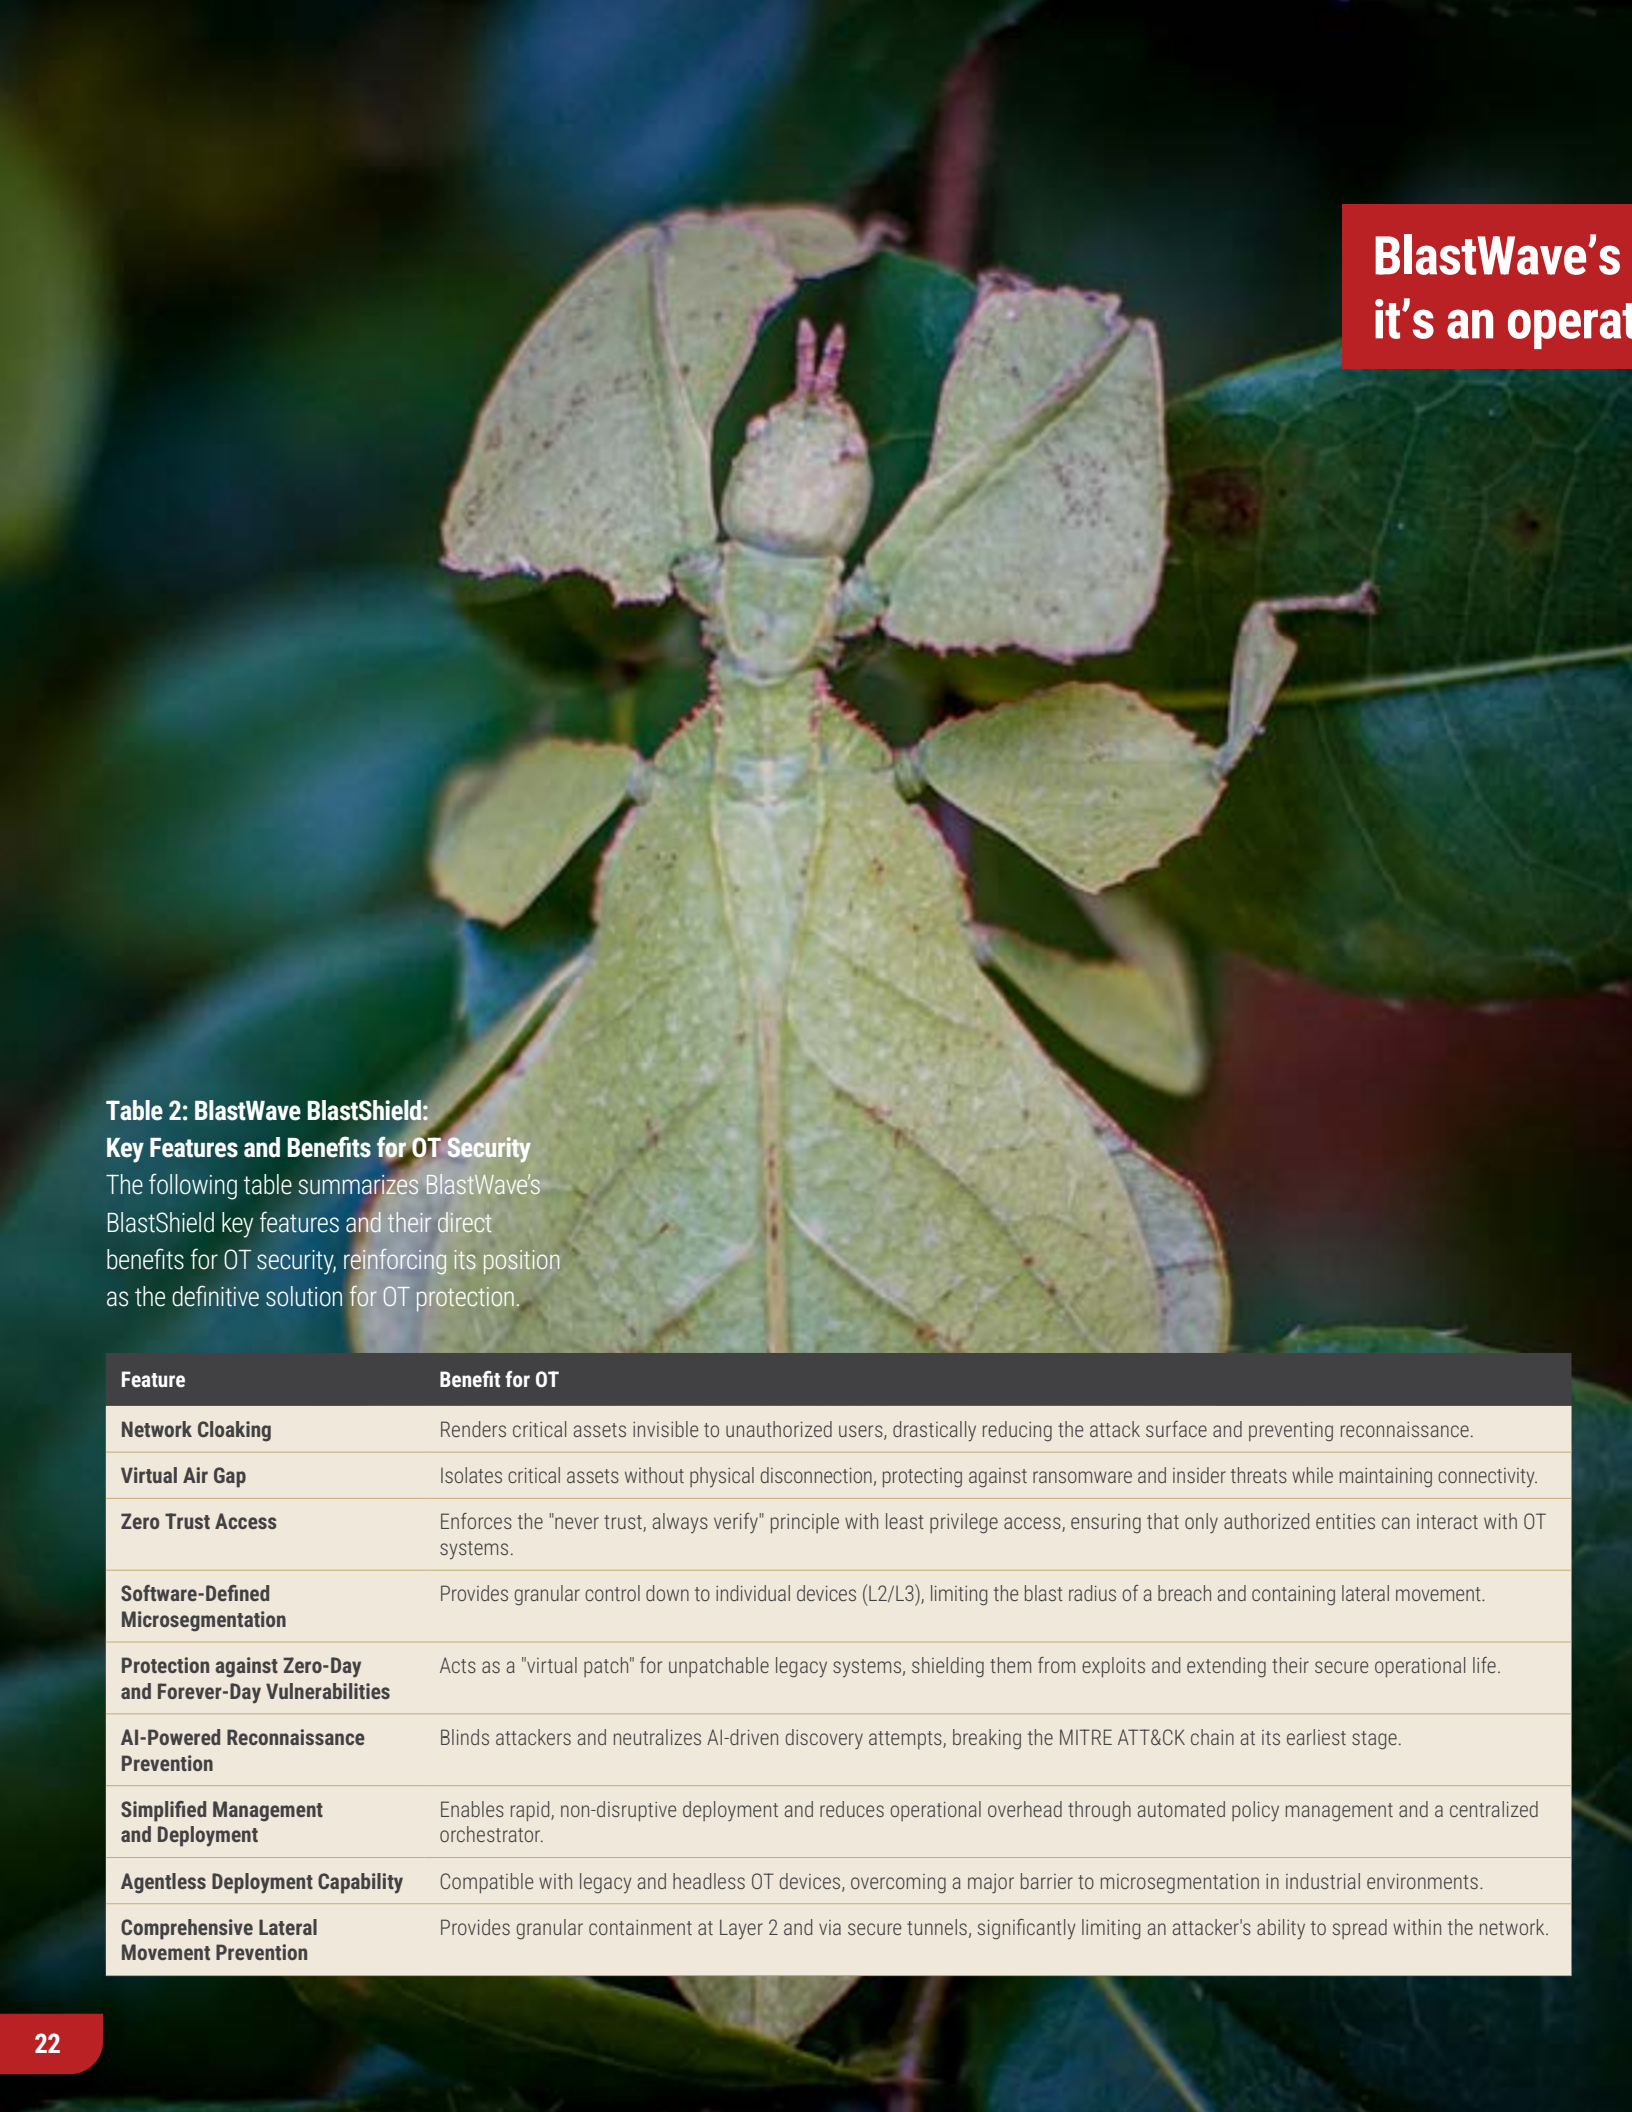 BlastWave’s
it’s an operat
Table 2: BlastWave BlastShield:
Key Features and Benefits for OT Security
The following table summarizes BlastWave’s
BlastShield key features and their direct
benefits for OT security, reinforcing its position
as the definitive solution for OT protection.
Feature Benefit for OT
Network Cloaking Renders critical assets invisible to unauthorized users, drastically reducing the attack surface and preventing reconnaissance.
Virtual Air Gap Isolates critical assets without physical disconnection, protecting against ransomware and insider threats while maintaining connectivity.
Zero Trust Access Enforces the "never trust, always verify" principle with least privilege access, ensuring that only authorized entities can interact with OT
systems.
Software-Defined Provides granular control down to individual devices (L2/L3), limiting the blast radius of a breach and containing lateral movement.
Microsegmentation
Protection against Zero-Day Acts as a "virtual patch" for unpatchable legacy systems, shielding them from exploits and extending their secure operational life.
and Forever-Day Vulnerabilities
AI-Powered Reconnaissance Blinds attackers and neutralizes AI-driven discovery attempts, breaking the MITRE ATT&CK chain at its earliest stage.
Prevention
Simplified Management Enables rapid, non-disruptive deployment and reduces operational overhead through automated policy management and a centralized
and Deployment orchestrator.
Agentless Deployment Capability Compatible with legacy and headless OT devices, overcoming a major barrier to microsegmentation in industrial environments.
Comprehensive Lateral Provides granular containment at Layer 2 and via secure tunnels, significantly limiting an attacker's ability to spread within the network.
Movement Prevention
22